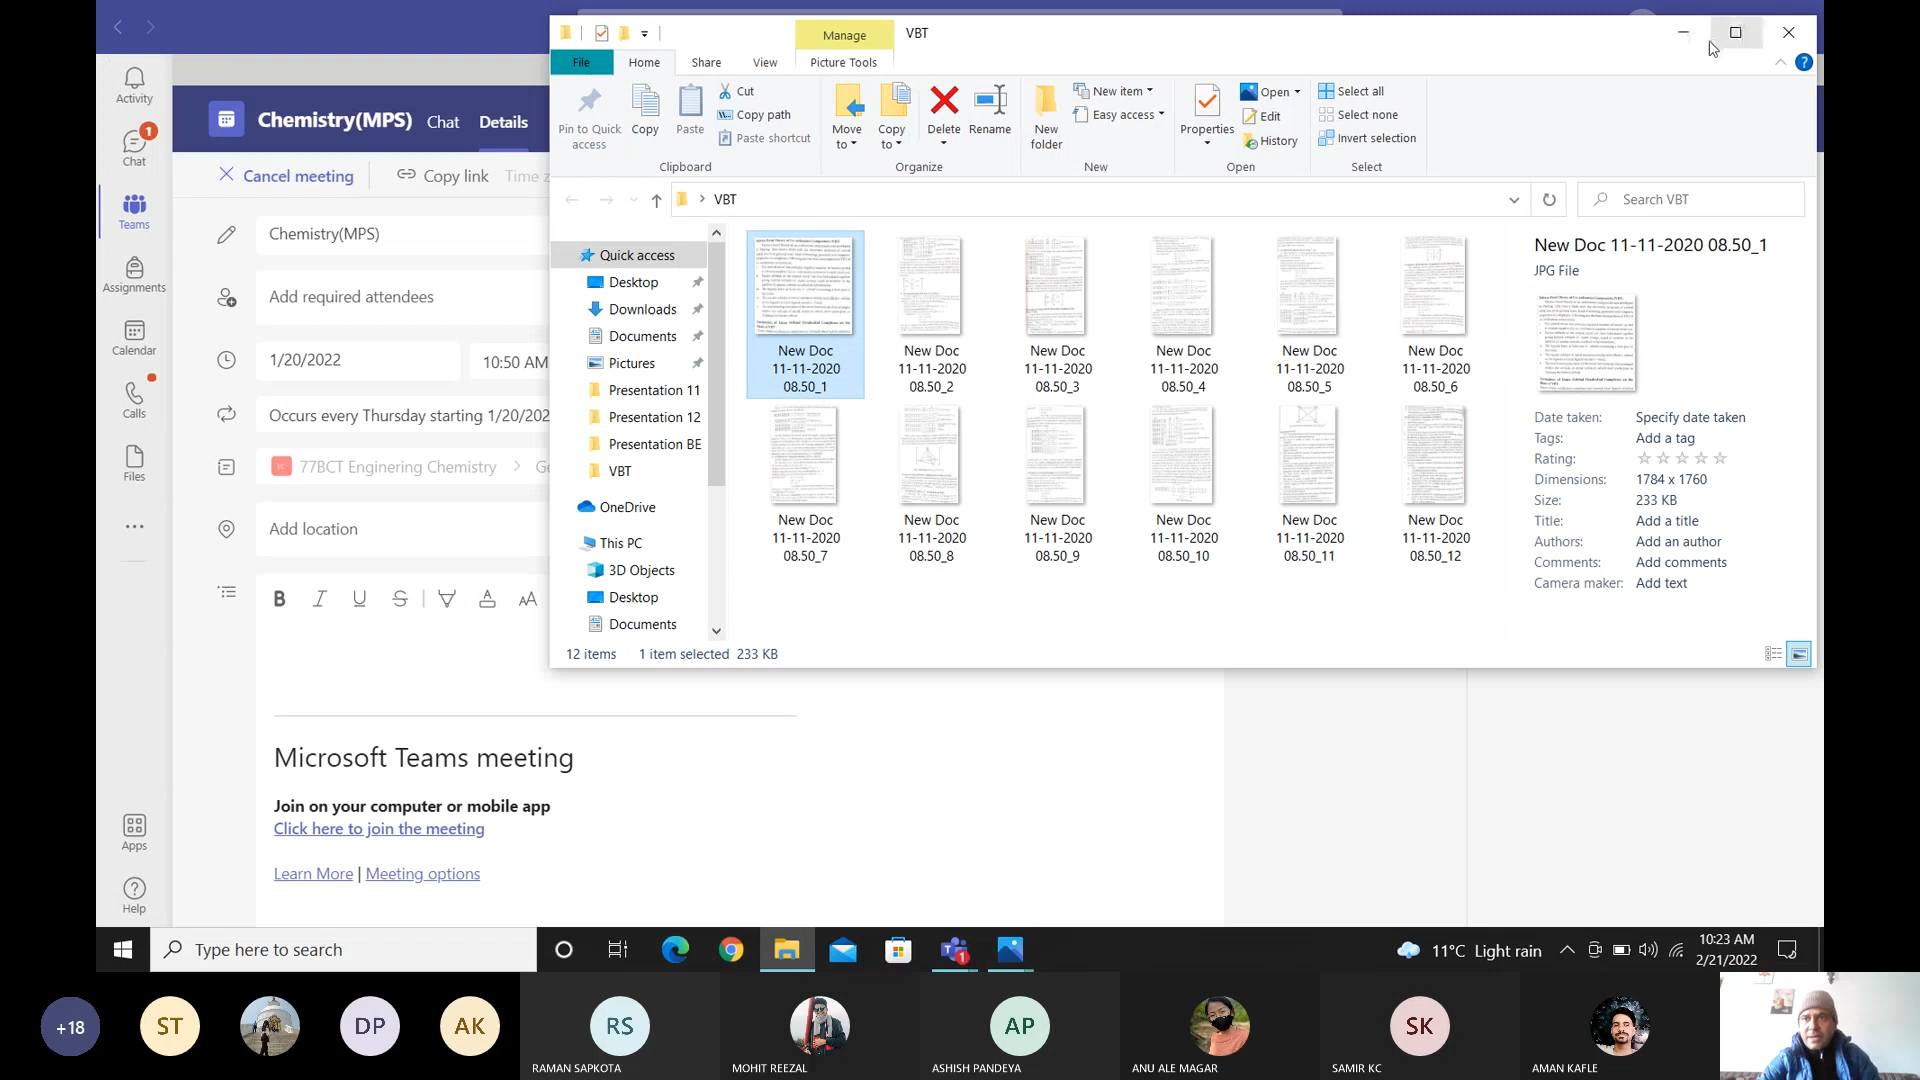 VBT
Manage
File
Home
Share
View
Picture Tools
Activity
Chat
1
Teams
Assignments
Calendar
Calls
Files
Apps
Help
Chemistry(MPS)
Chat
Details
Cancel meeting
Copy link
Time z
Chemistry(MPS)
Add required attendees
1/20/2022
10:50 AM
Occurs every Thursday starting 1/20/202
77BCT Enginering Chemistry > Ge
Add location
Microsoft Teams meeting
Join on your computer or mobile app
Click here to join the meeting
Learn More | Meeting options
Pin to Quick access
Copy
Paste
Cut
Copy path
Paste shortcut
Clipboard
Move to
Copy to
Delete
Rename
Organize
New folder
New item
Easy access
New
Properties
Open
Edit
History
Open
Select all
Select none
Invert selection
Select
VBT
Search VBT
Quick access
Desktop
Downloads
Documents
Pictures
Presentation 11
Presentation 12
Presentation BE
VBT
OneDrive
This PC
3D Objects
Desktop
Documents
New Doc 11-11-2020 08.50_1
New Doc 11-11-2020 08.50_2
New Doc 11-11-2020 08.50_3
New Doc 11-11-2020 08.50_4
New Doc 11-11-2020 08.50_5
New Doc 11-11-2020 08.50_6
New Doc 11-11-2020 08.50_7
New Doc 11-11-2020 08.50_8
New Doc 11-11-2020 08.50_9
New Doc 11-11-2020 08.50_10
New Doc 11-11-2020 08.50_11
New Doc 11-11-2020 08.50_12
New Doc 11-11-2020 08.50_1
JPG File
Date taken: Specify date taken
Tags: Add a tag
Rating:
Dimensions: 1784 x 1760
Size: 233 KB
Title: Add a title
Authors: Add an author
Comments: Add comments
Camera maker: Add text
12 items 1 item selected 233 KB
Type here to search
1
11°C Light rain
10:23 AM
2/21/2022
+18
ST
DP
AK
RS
RAMAN SAPKOTA
MOHIT REEZAL
AP
ASHISH PANDEYA
ANU ALE MAGAR
SK
SAMIR KC
AMAN KAFLE